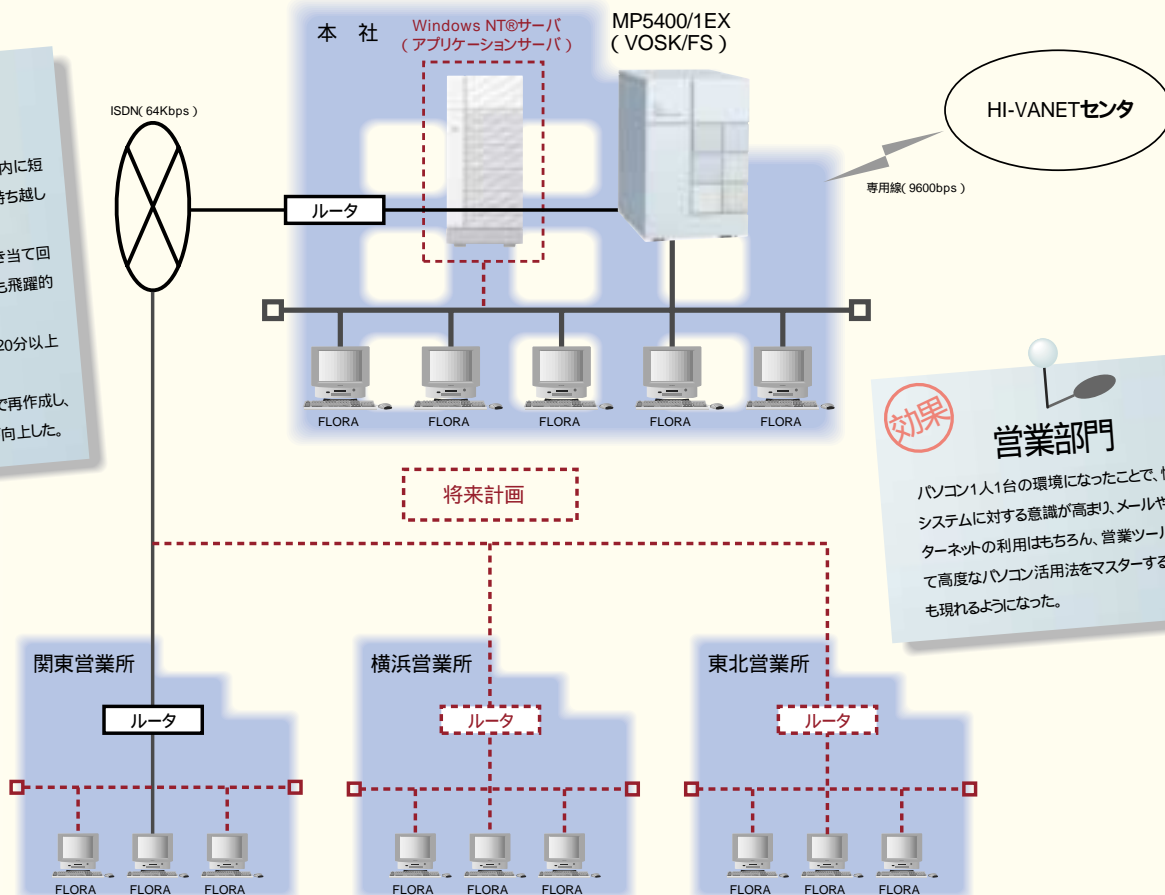 本 社
Windows NT®サーバ
(アプリケーションサーバ)
MP5400/1EX
(VOSK/FS)
HI-VANETセンタ
ISDN(64Kbps)
専用線(9600bps)
ルータ
FLORA
FLORA
FLORA
FLORA
FLORA
内に短
持ち越し
き当て回
も飛躍的
20分以上
で再作成し、
向上した。
効果
営業部門
パソコン1人1台の環境になったことで、
システムに対する意識が高まり、メールや
ターネットの利用はもちろん、営業ツール
て高度なパソコン活用法をマスターする
も現れるようになった。
将来計画
関東営業所
ルータ
FLORA
FLORA
FLORA
横浜営業所
ルータ
FLORA
FLORA
FLORA
東北営業所
ルータ
FLORA
FLORA
FLORA